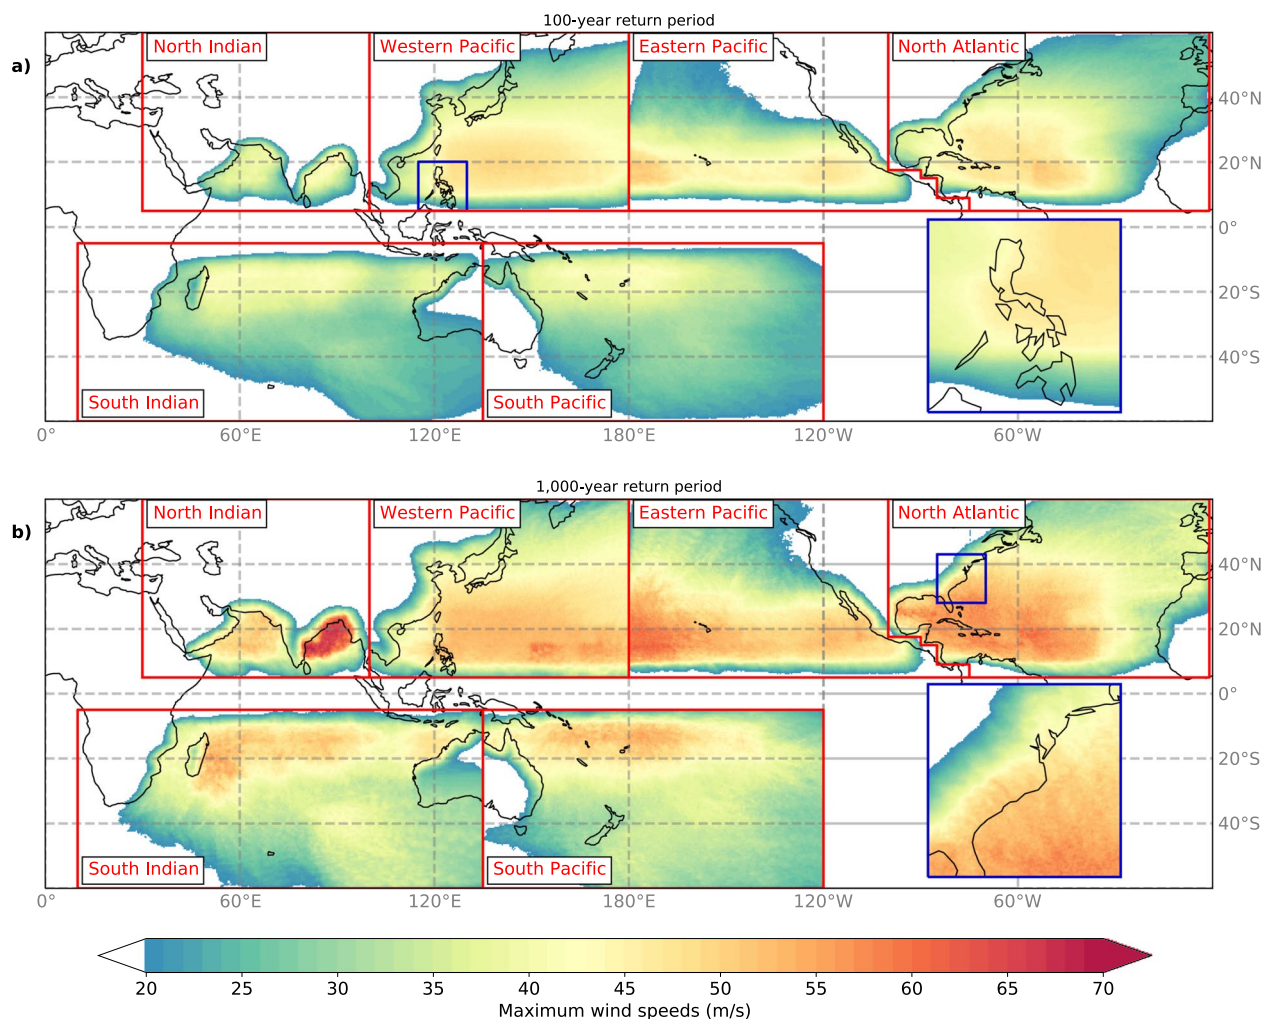 100-year return period
a)
North Indian
Western Pacific
Eastern Pacific
North Atlantic
40°N
20°N
0°
20°S
40°S
South Indian
South Pacific
0°
60°E
120°E
180°E
120°W
60°W
1,000-year return period
b)
North Indian
Western Pacific
Eastern Pacific
North Atlantic
40°N
20°N
0°
20°S
40°S
South Indian
South Pacific
0°
60°E
120°E
180°E
120°W
60°W
20
25
30
35
40
45
50
55
60
65
70
Maximum wind speeds (m/s)